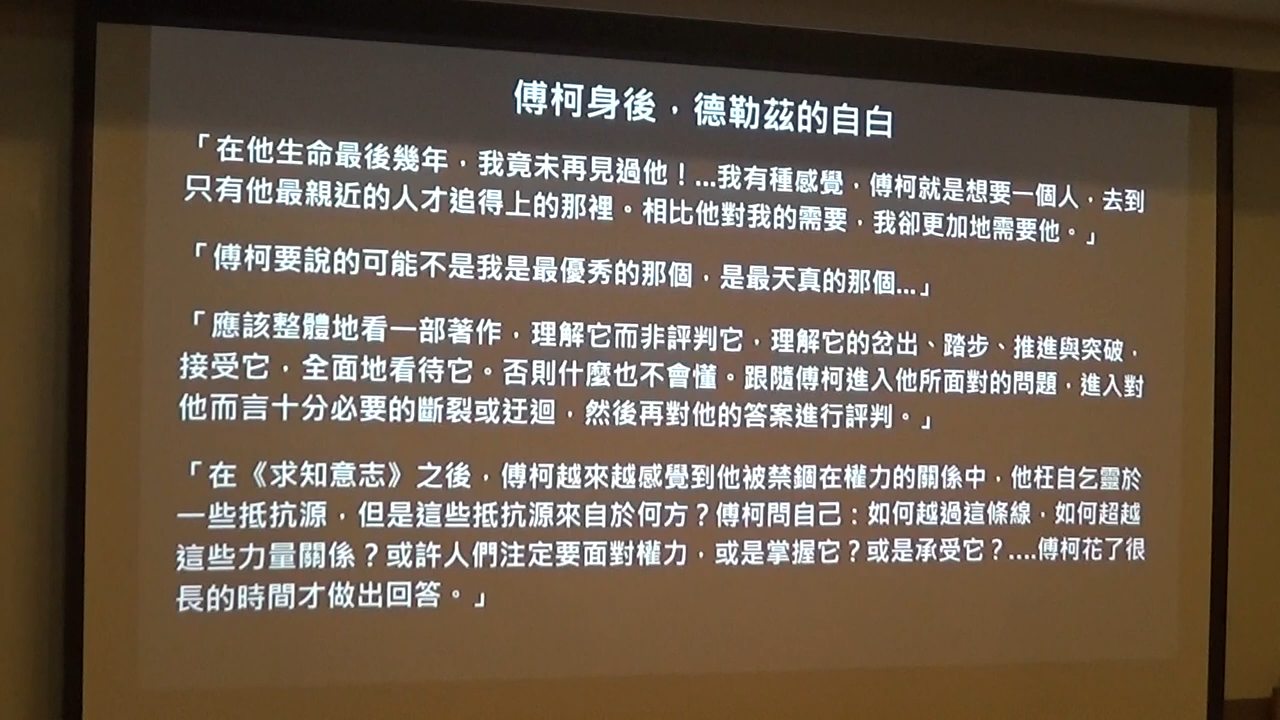 傅柯身後，德勒茲的自白
「在他生命最後幾年，我竟未再見過他！...我有種感覺，傅柯就是想要一個人，去到
只有他最親近的人才追得上的那裡。相比他對我的需要，我卻更加地需要他。」
「傅柯要說的可能不是我是最優秀的那個，是最天真的那個...」
「應該整體地看一部著作，理解它而非評判它，理解它的岔出、踏步、推進與突破，
接受它，全面地看待它。否則什麼也不會懂。跟隨傅柯進入他所面對的問題，進入對
他而言十分必要的斷裂或迂迴，然後再對他的答案進行評判。」
「在《求知意志》之後，傅柯越來越感覺到他被禁錮在權力的關係中，他枉自乞靈於
一些抵抗源，但是這些抵抗源來自於何方？傅柯問自己：如何越過這條線，如何超越
這些力量關係？或許人們注定要面對權力，或是掌握它？或是承受它？....傅柯花了很
長的時間才做出回答。」